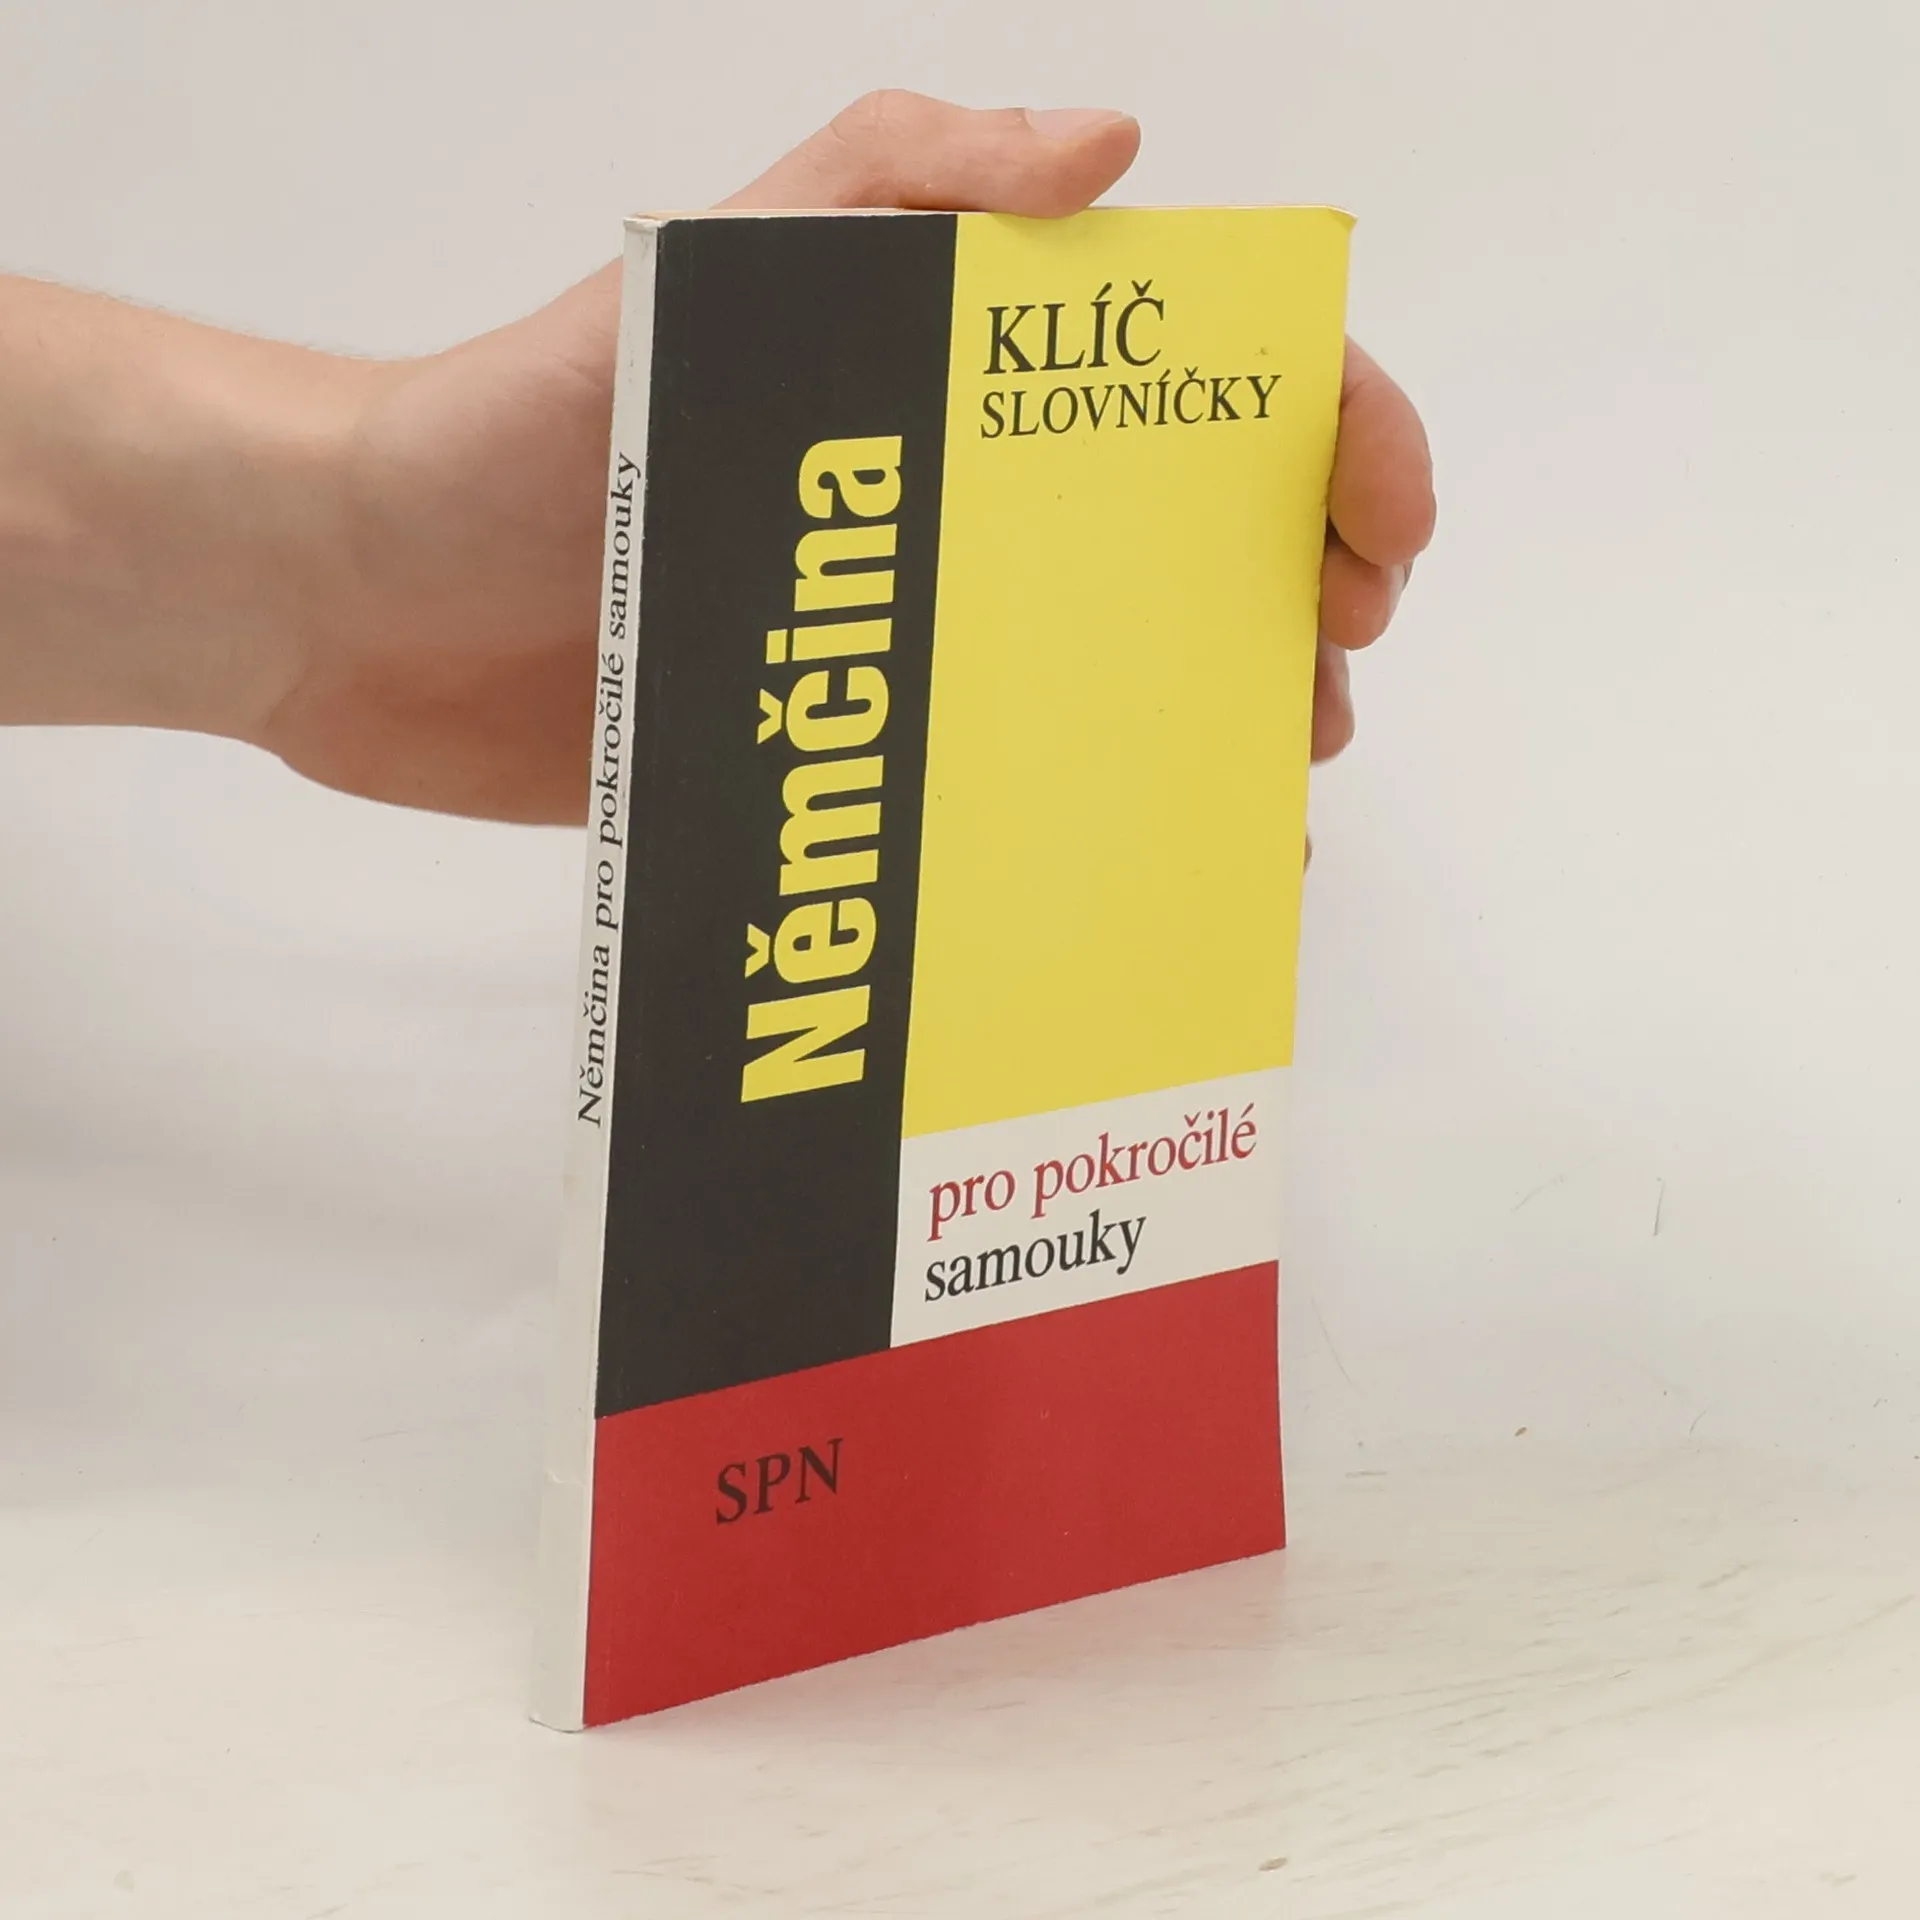 Němčina pro pokročilé samouky
Němčina
KLÍČ
SLOVNÍČKY
pro pokročilé
samouky
SPN